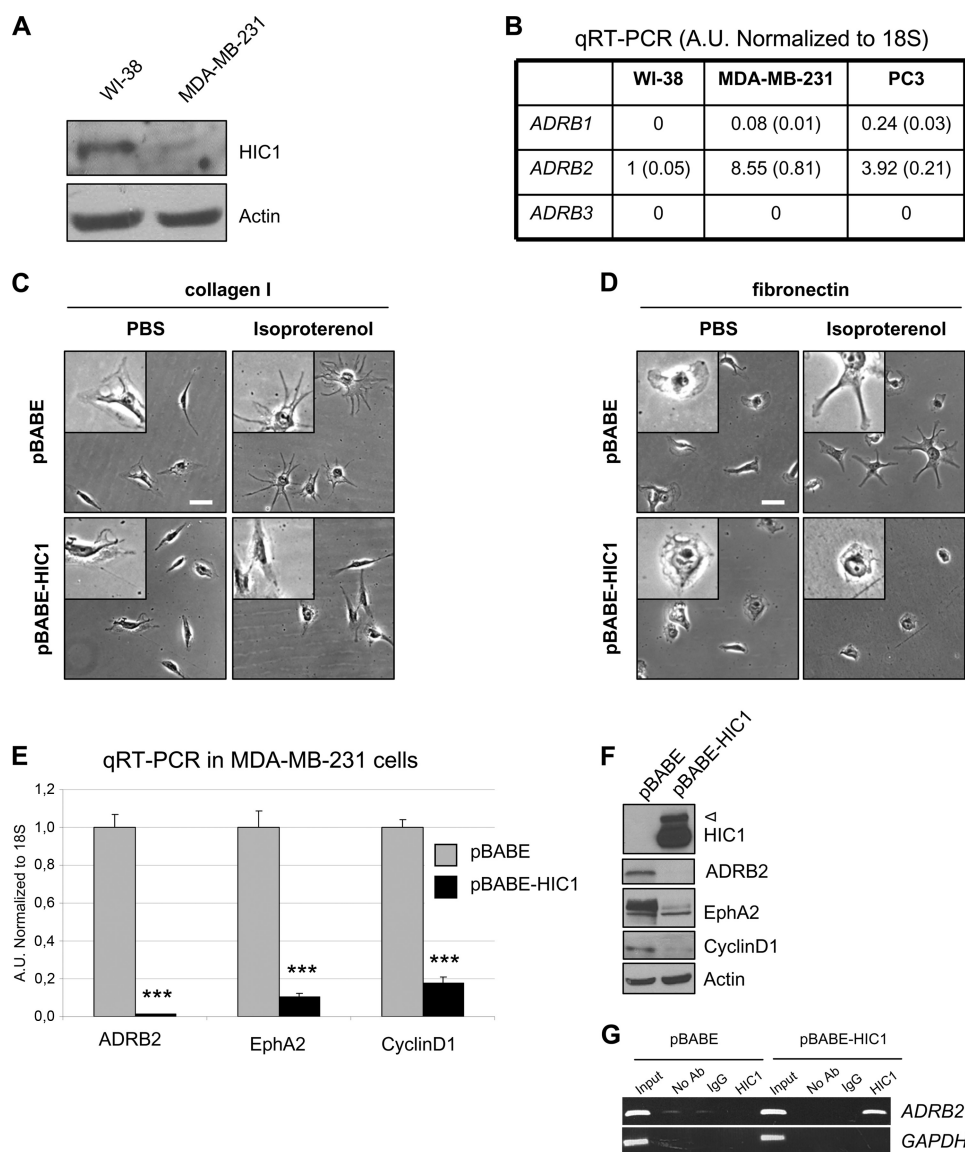 A
WI-38
MDA-MB-231
HIC1
Actin
B
qRT-PCR (A.U. Normalized to 18S)
WI-38 MDA-MB-231 PC3
ADRB1 0 0.08 (0.01) 0.24 (0.03)
ADRB2 1 (0.05) 8.55 (0.81) 3.92 (0.21)
ADRB3 0 0 0
C
collagen I
PBS Isoproterenol
pBABE
pBABE-HIC1
D
fibronectin
PBS Isoproterenol
pBABE
pBABE-HIC1
E
qRT-PCR in MDA-MB-231 cells
A.U. Normalized to 18S
1,2
1,0
0,8
0,6
0,4
0,2
0,0
pBABE
pBABE-HIC1
*** *** ***
ADRB2 EphA2 CyclinD1
F
pBABE
pBABE-HIC1
HIC1
ADRB2
EphA2
CyclinD1
Actin
G
pBABE pBABE-HIC1
Input No Ab IgG HIC1 Input No Ab IgG HIC1
ADRB2
GAPDH